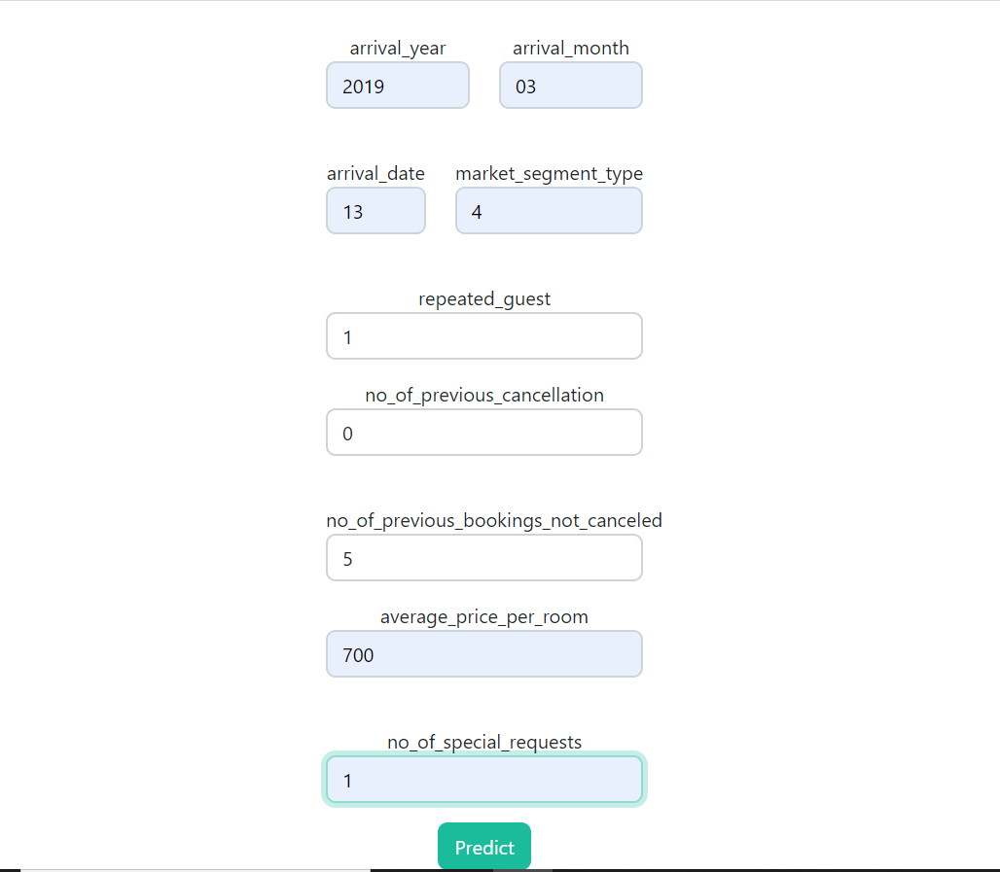 arrival_year arrival_month
2019 03
arrival_date market_segment_type
13 4
repeated_guest
1
no_of_previous_cancellation
0
no_of_previous_bookings_not_canceled
5
average_price_per_room
700
no_of_special_requests
1
Predict